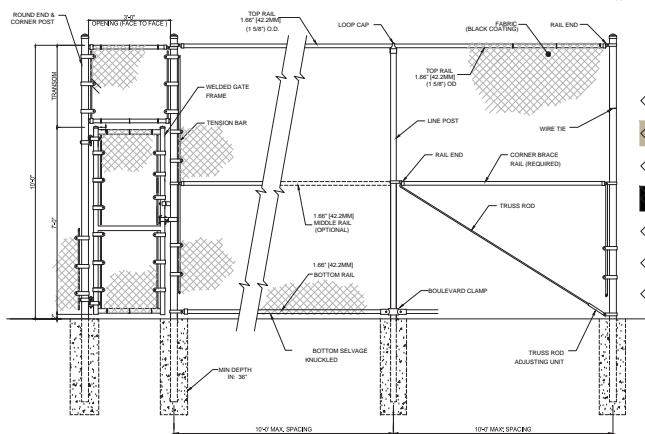 ROUND END &
CORNER POST
3'-0"
OPENING (FACE TO FACE )
TOP RAIL
1.66" [42.2MM]
(1 5/8") O.D.
LOOP CAP
FABRIC
(BLACK COATING)
RAIL END
TRANSOM
WELDED GATE
FRAME
TOP RAIL
1.66" [42.2MM]
(1 5/8") OD
TENSION BAR
LINE POST
WIRE TIE
10'-0"
7'-2"
RAIL END
CORNER BRACE
RAIL (REQUIRED)
1.66" [42.2MM]
MIDDLE RAIL
(OPTIONAL)
TRUSS ROD
1.66" [42.2MM]
BOTTOM RAIL
BOULEVARD CLAMP
BOTTOM SELVAGE
KNUCKLED
TRUSS ROD
ADJUSTING UNIT
MIN DEPTH
IN: 36"
10'-0" MAX. SPACING
10'-0" MAX. SPACING